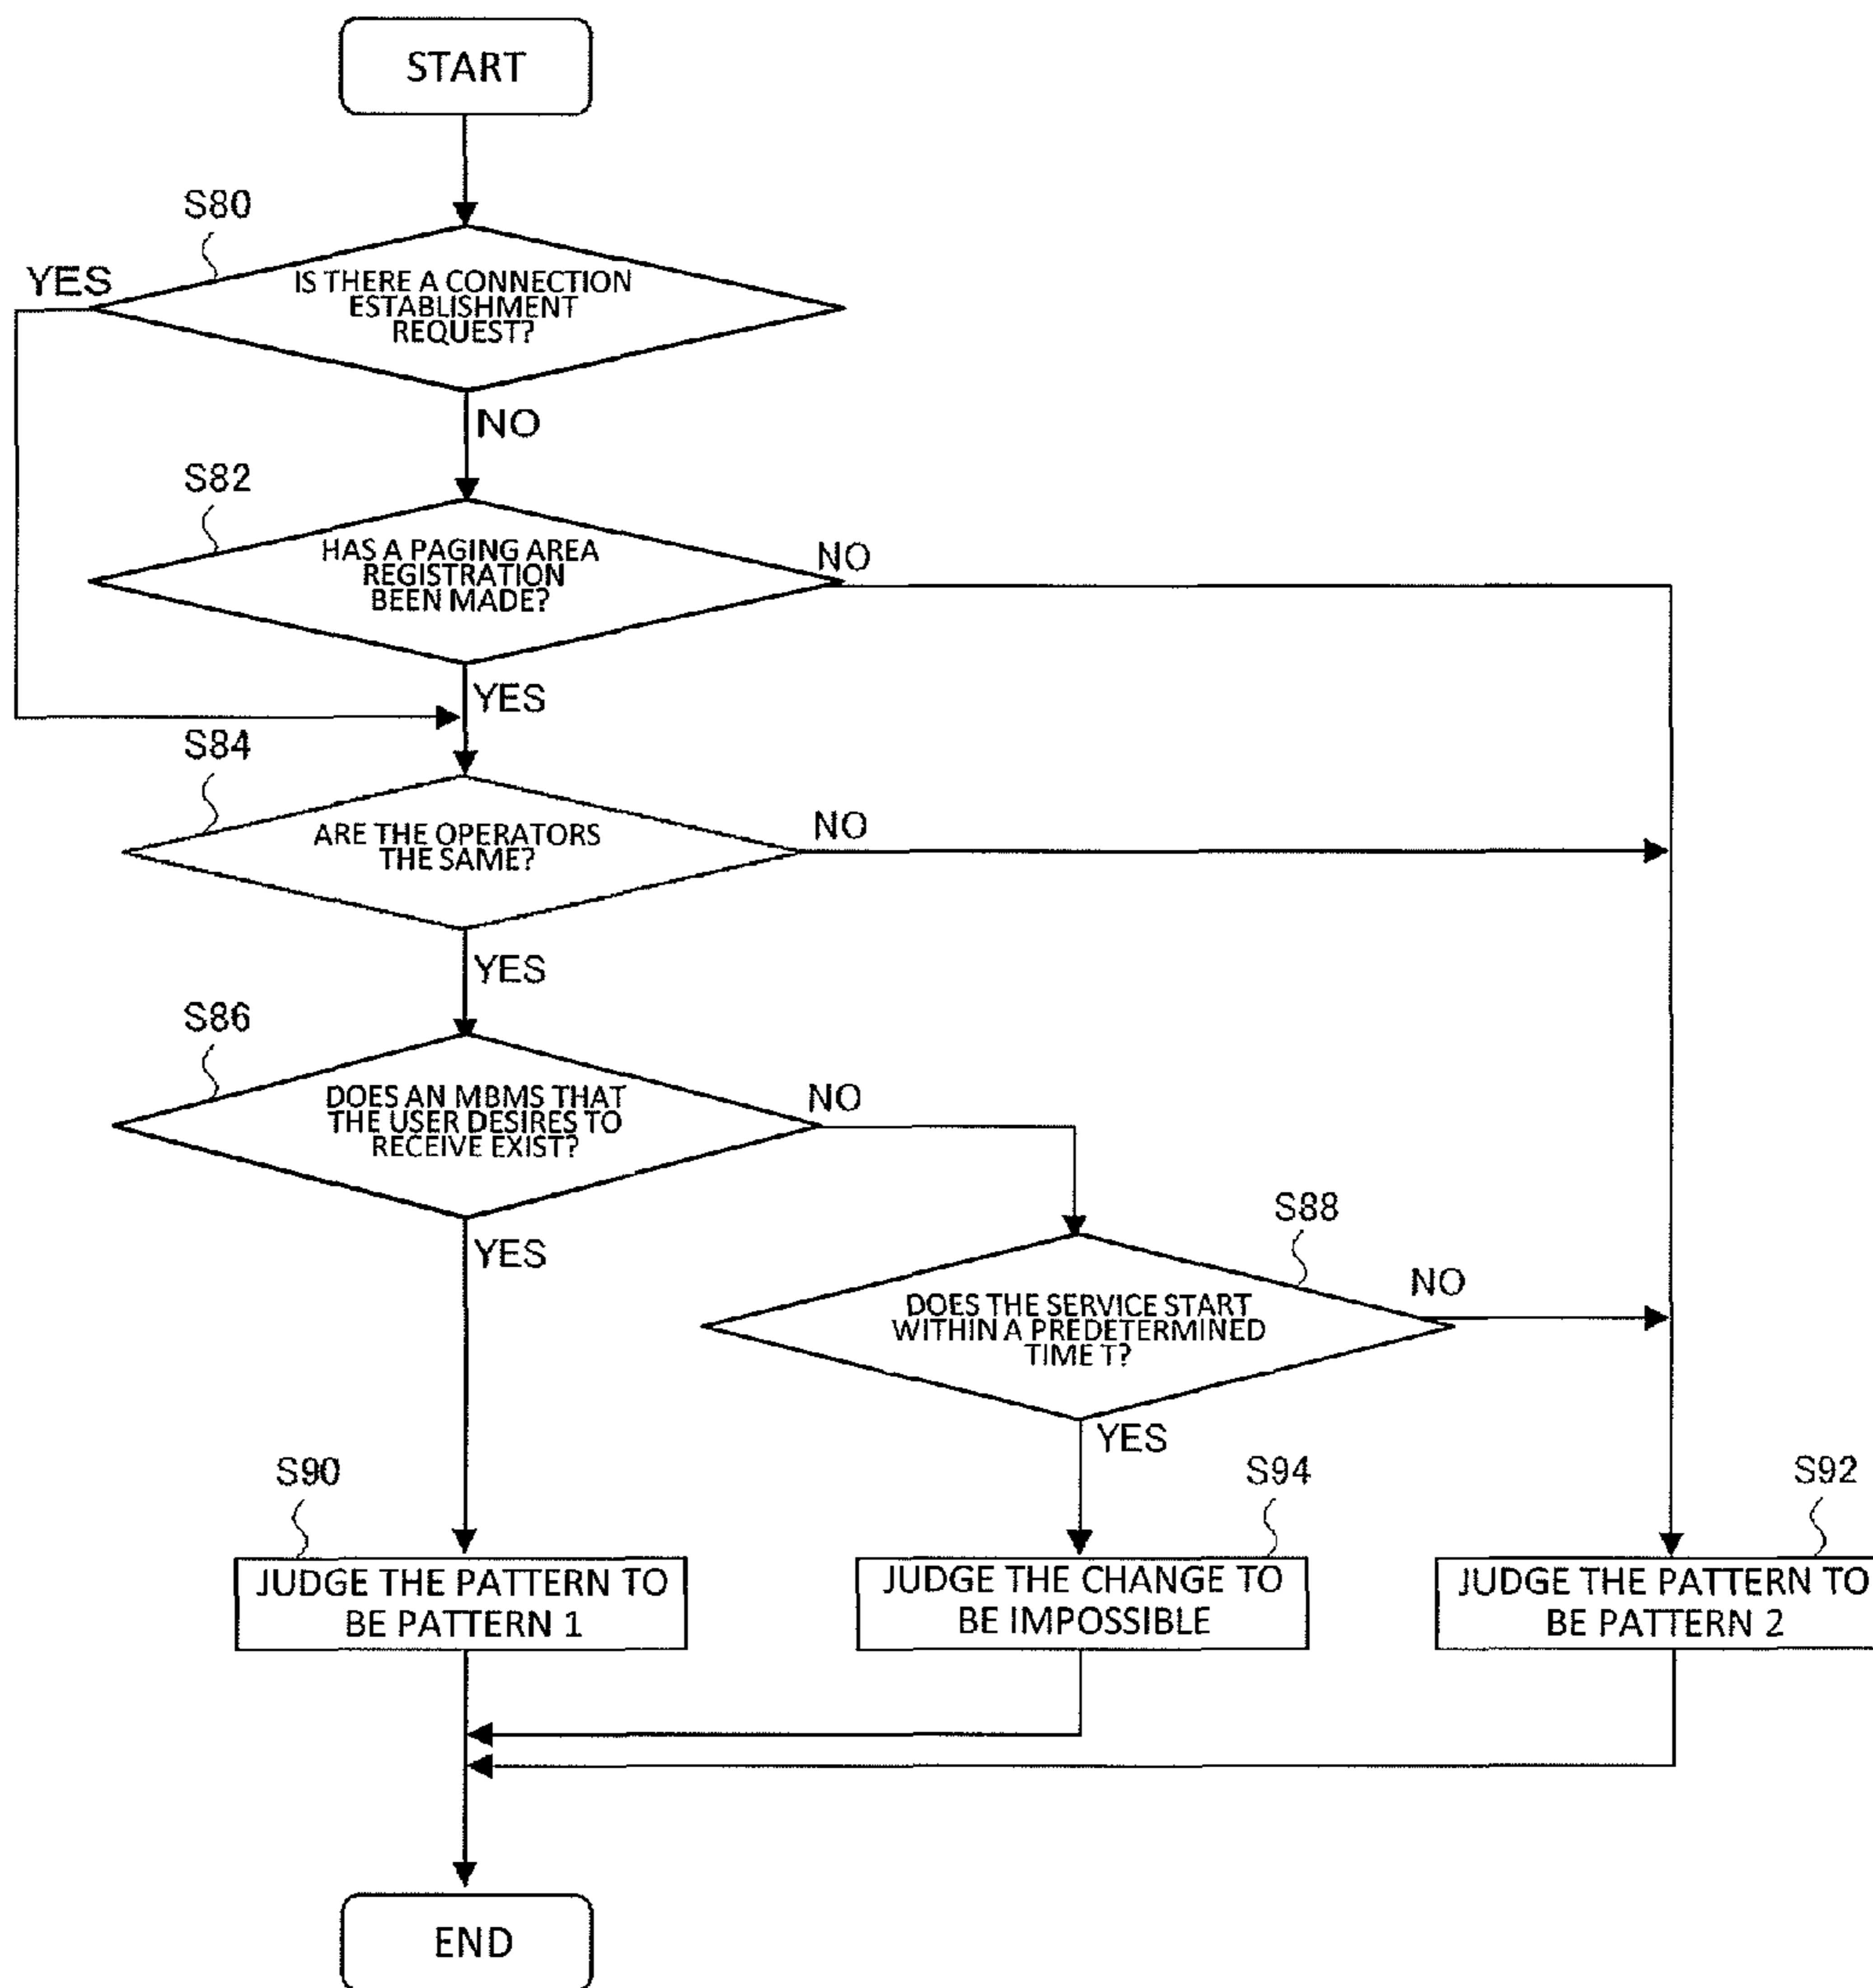 START
S80
YES
IS THERE A CONNECTION
ESTABLISHMENT
REQUEST?
NO
S82
HAS A PAGING AREA
REGISTRATION
BEEN MADE?
NO
YES
S84
ARE THE OPERATORS
THE SAME?
NO
YES
S86
DOES AN MBMS THAT
THE USER DESIRES TO
RECEIVE EXIST?
NO
YES
S88
DOES THE SERVICE START
WITHIN A PREDETERMINED
TIME T?
NO
YES
S90
JUDGE THE PATTERN TO
BE PATTERN 1
S94
JUDGE THE CHANGE TO
BE IMPOSSIBLE
S92
JUDGE THE PATTERN TO
BE PATTERN 2
END